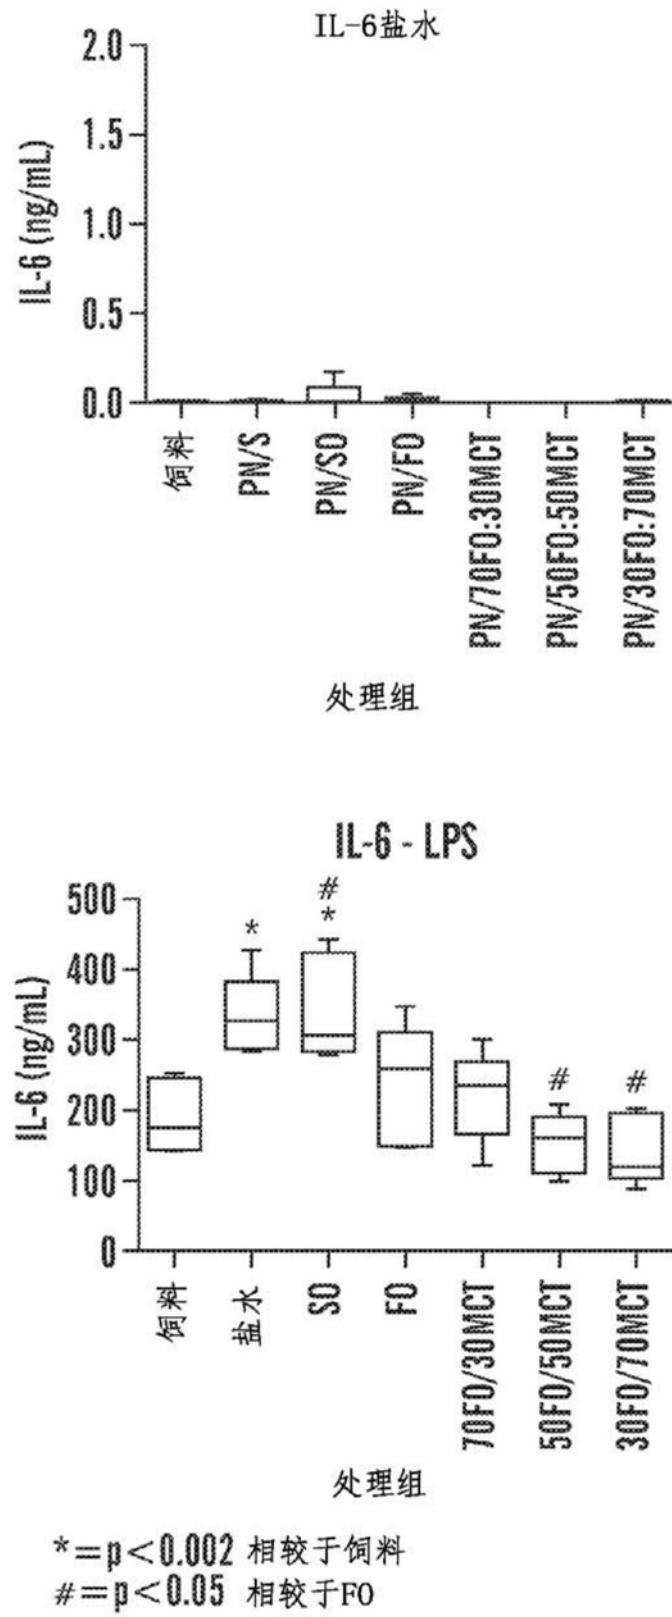 IL-6盐水
2.0
1.5
1.0
0.5
0.0
IL-6 (ng/mL)
饲料
PN/S
PN/SO
PN/FO
PN/70FO:30MCT
PN/50FO:50MCT
PN/30FO:70MCT
处理组
IL-6 - LPS
500
400
300
200
100
0
IL-6 (ng/mL)
*
#
*
#
#
饲料
盐水
SO
FO
70FO/30MCT
50FO/50MCT
30FO/70MCT
处理组
*=p<0.002 相较于饲料
#=p<0.05 相较于FO